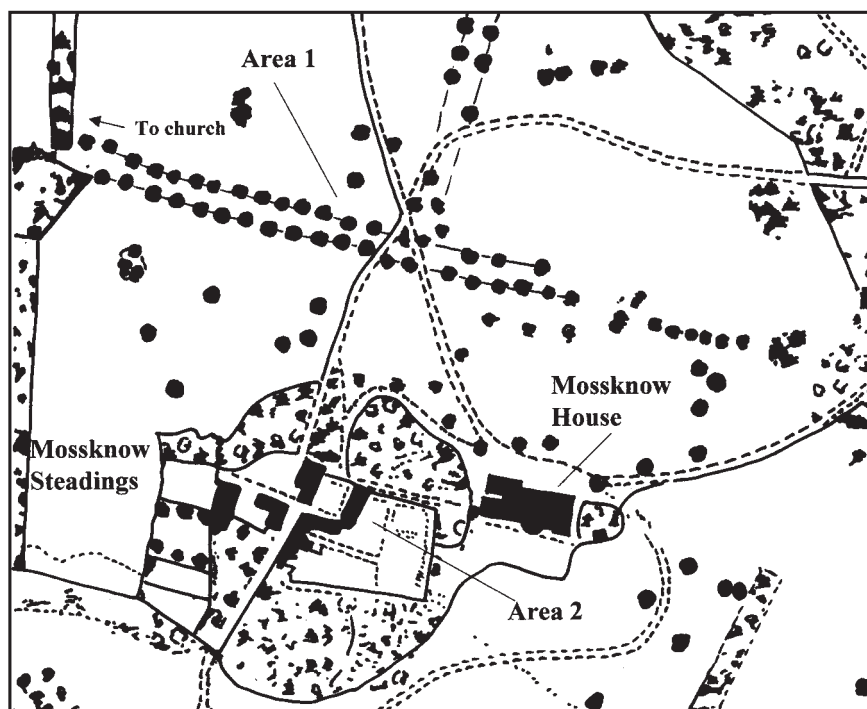 Area 1
To church
Mossknow
House
Mossknow
Steadings
Area 2